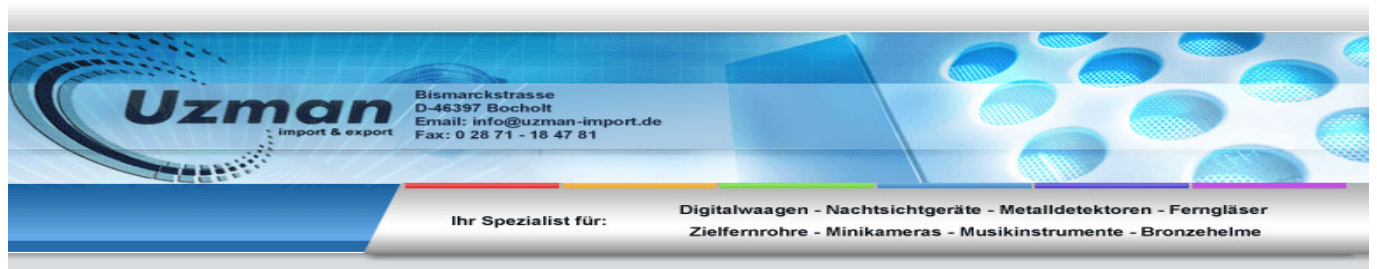 Uzman
import & export
Bismarckstrasse
D-46397 Bocholt
Email: info@uzman-import.de
Fax: 0 28 71 - 18 47 81
Ihr Spezialist für:
Digitalwaagen - Nachtsichtgeräte - Metalldetektoren - Ferngläser
Zielfernrohre - Minikameras - Musikinstrumente - Bronzehelme